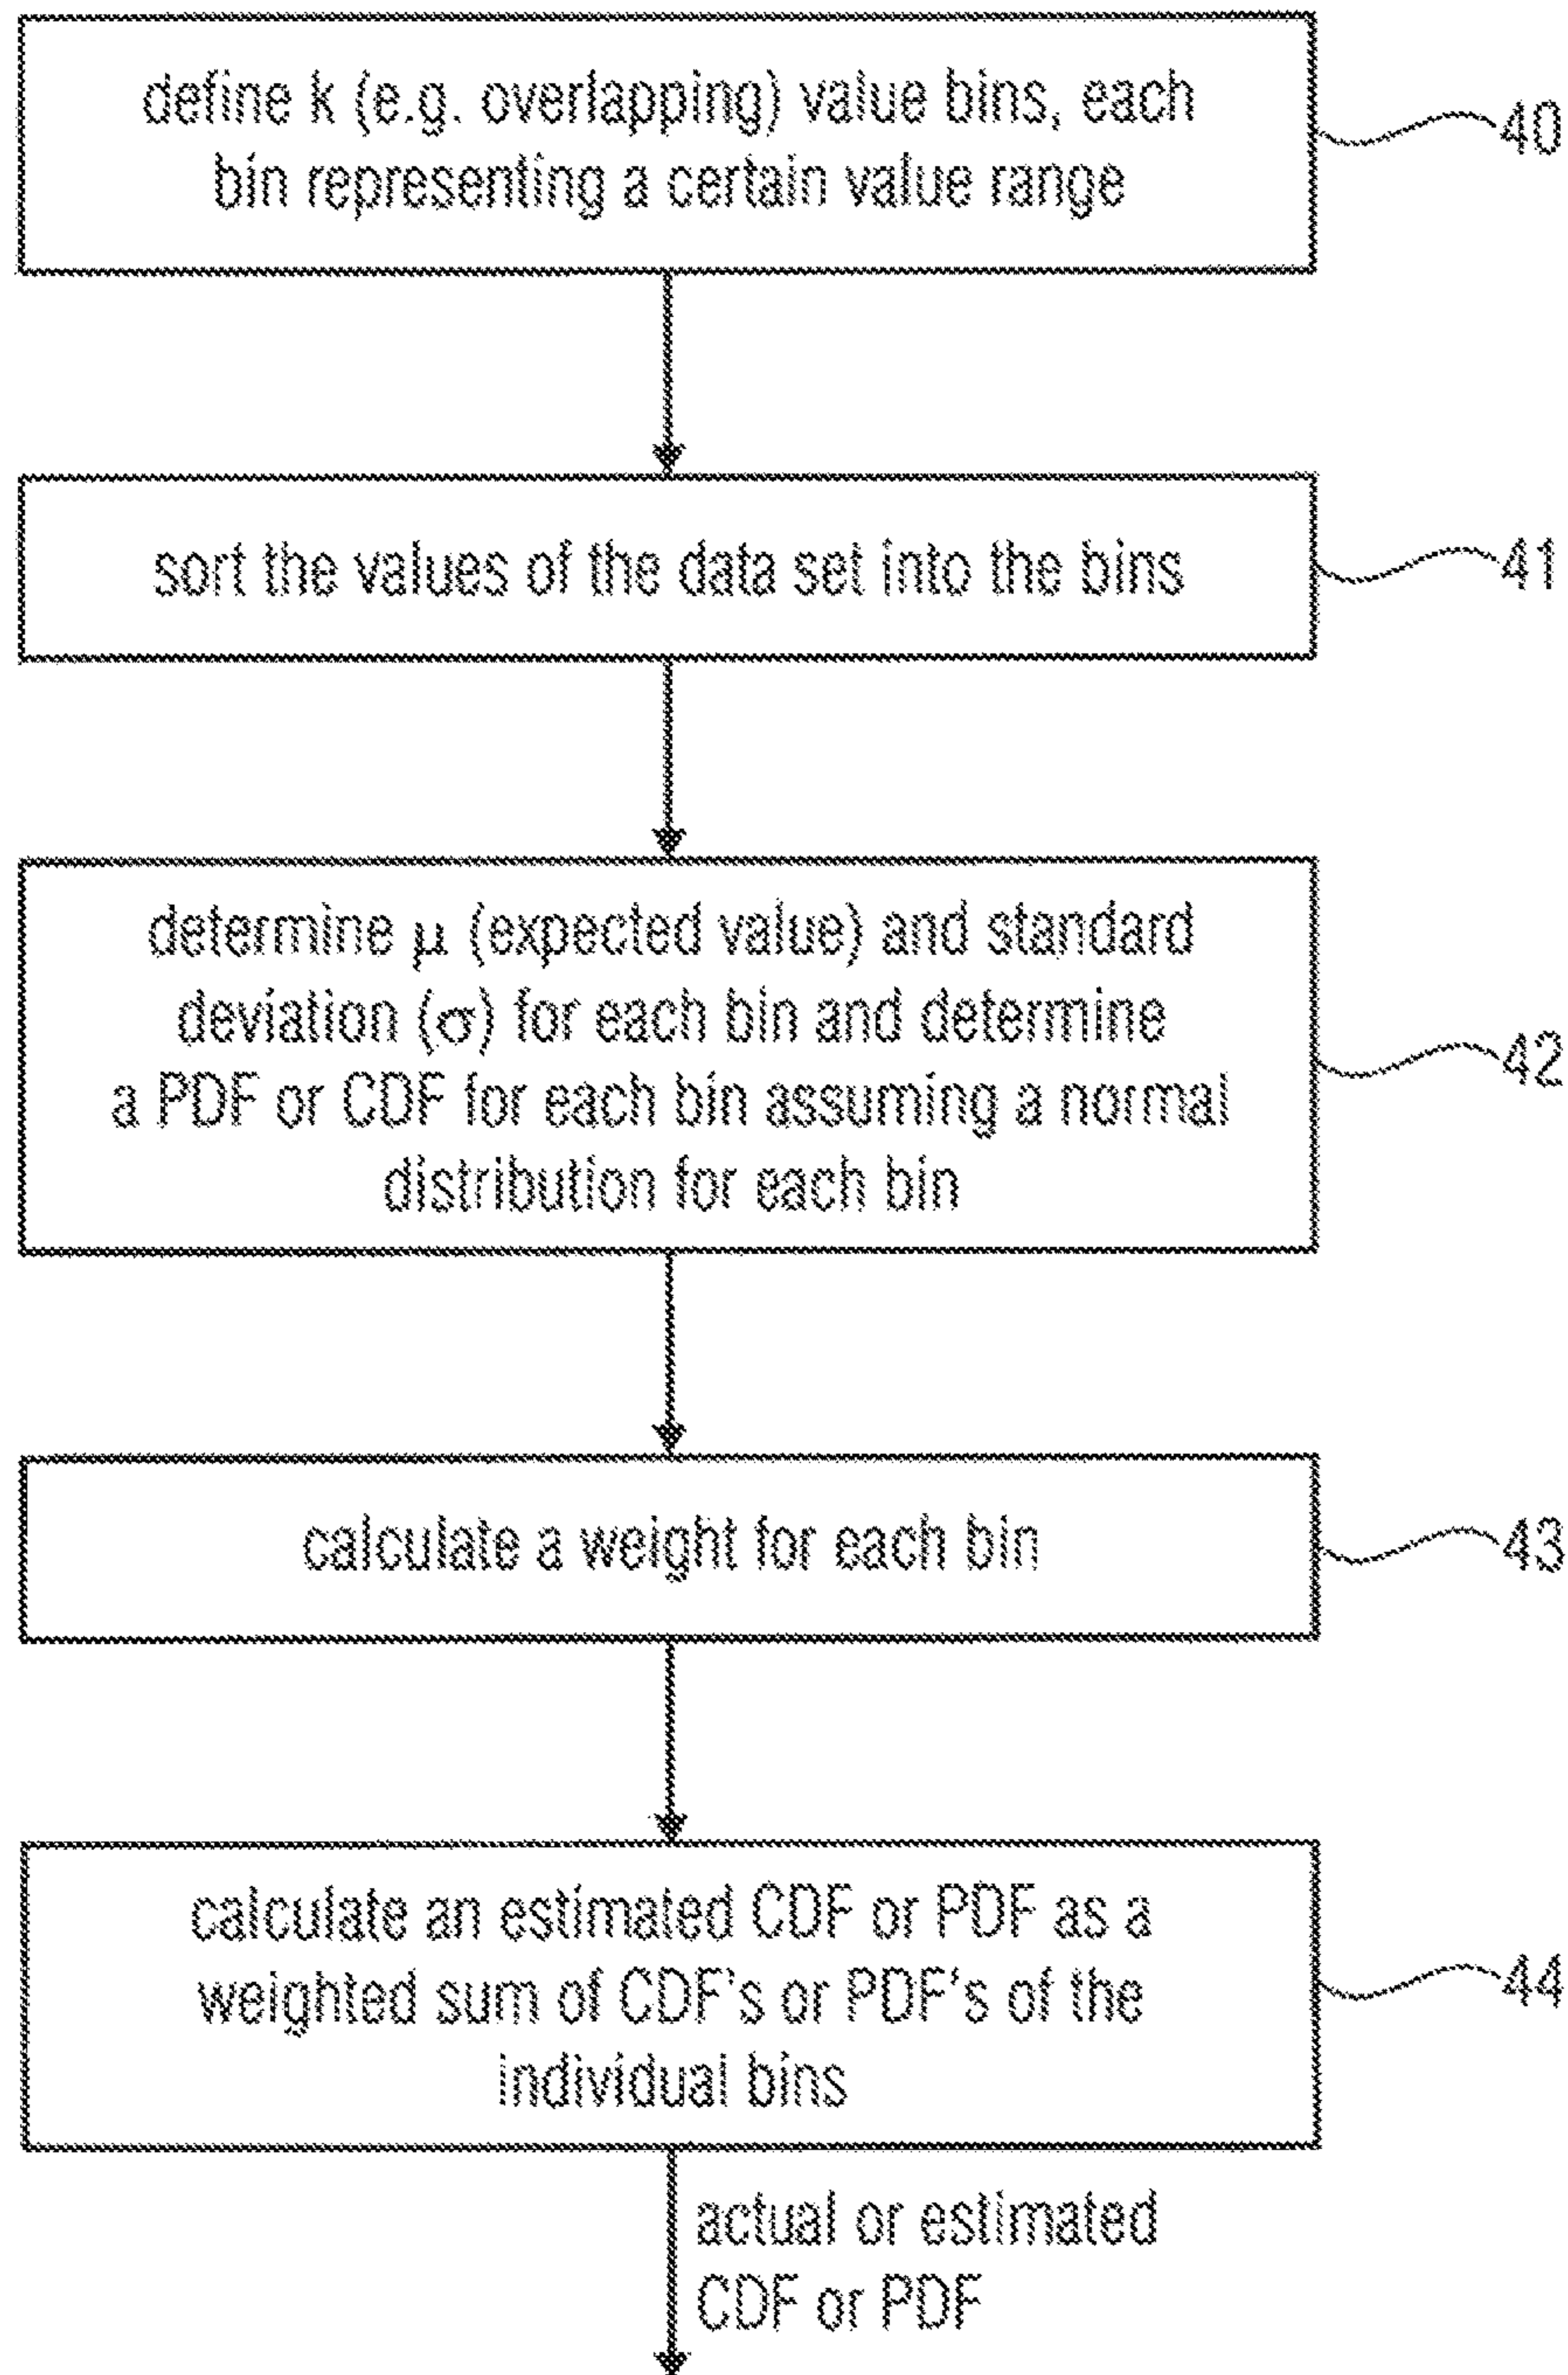 define k (e.g. overlapping) value bins, each
bin representing a certain value range
40
sort the values of the data set into the bins
41
determine μ (expected value) and standard
deviation (σ) for each bin and determine
a PDF or CDF for each bin assuming a normal
distribution for each bin
42
calculate a weight for each bin
43
calculate an estimated CDF or PDF as a
weighted sum of CDF's or PDF's of the
individual bins
44
actual or estimated
CDF or PDF